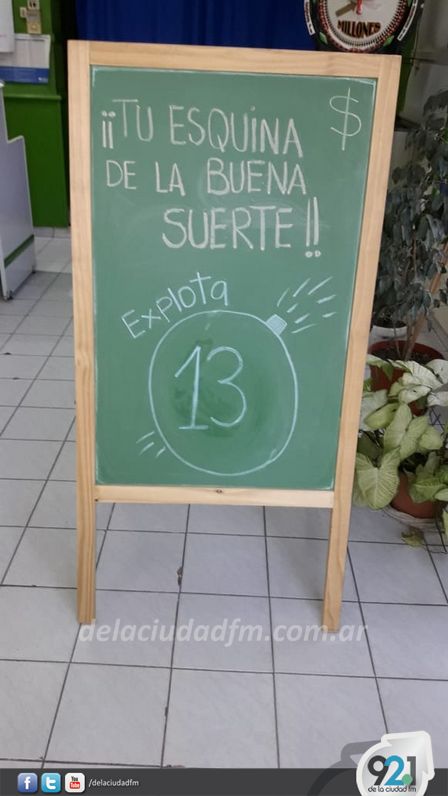 MILLONES
¡¡TU ESQUINA
DE LA BUENA
SUERTE!!
$
Explota
13
delaciudadfm.com.ar
/delaciudadfm
92.1
de la ciudad fm